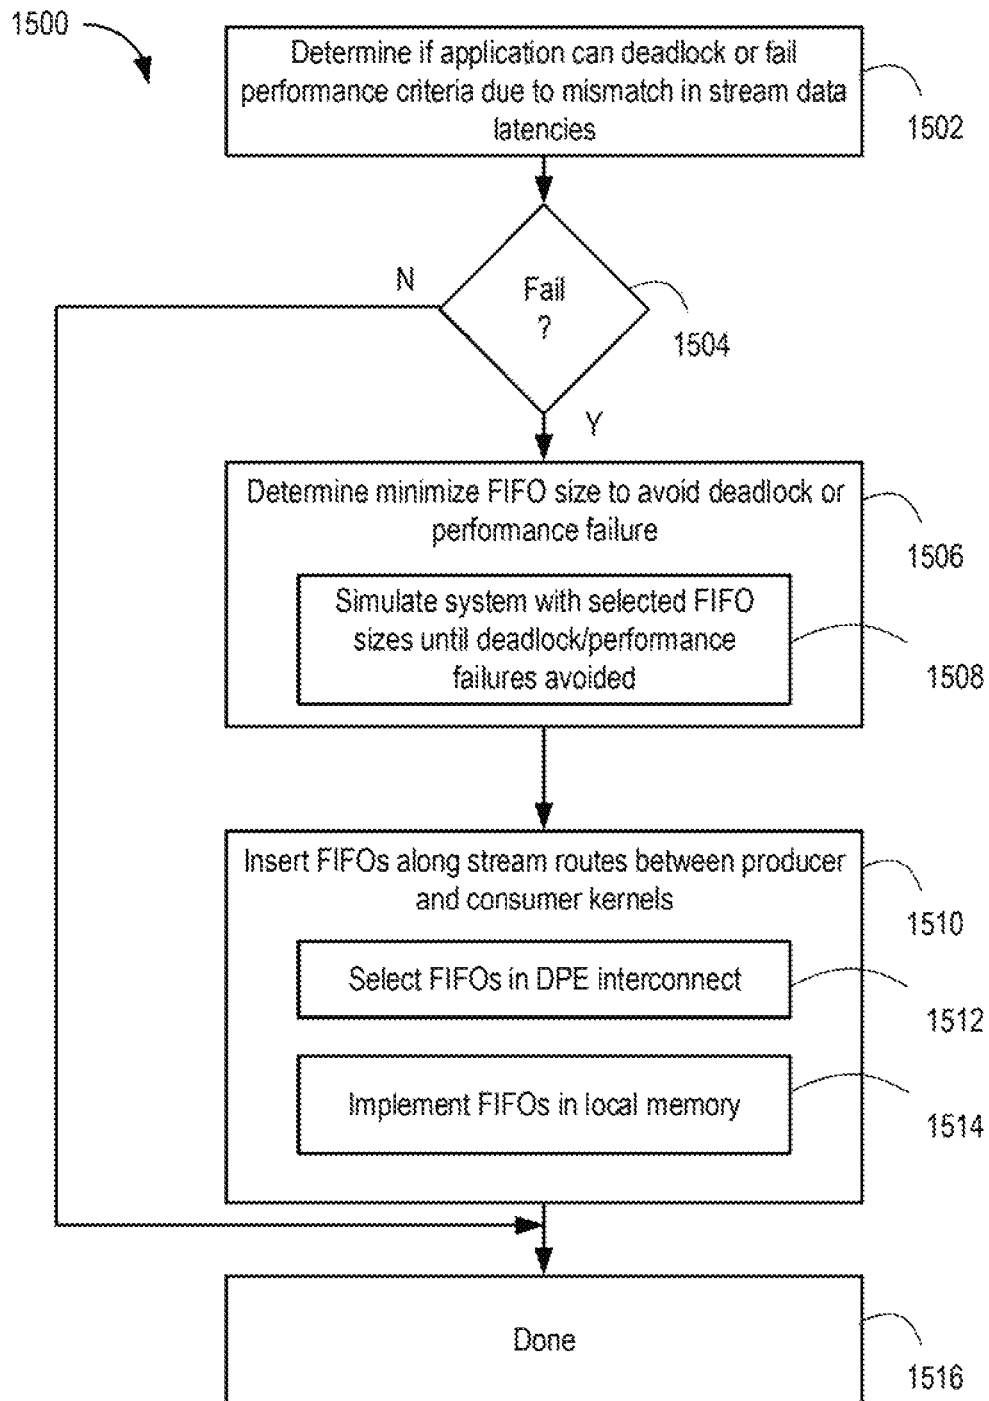 1500
Determine if application can deadlock or fail
performance criteria due to mismatch in stream data
latencies
1502
N
Fail
?
1504
Y
Determine minimize FIFO size to avoid deadlock or
performance failure
1506
Simulate system with selected FIFO
sizes until deadlock/performance
failures avoided
1508
Insert FIFOs along stream routes between producer
and consumer kernels
1510
Select FIFOs in DPE interconnect
1512
Implement FIFOs in local memory
1514
Done
1516